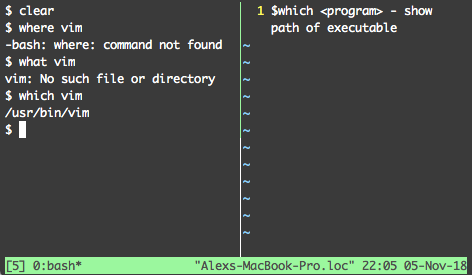 $ clear
$ where vim
-bash: where: command not found
$ what vim
vim: No such file or directory
$ which vim
/usr/bin/vim
$
1 $which <program> - show
path of executable
~
~
~
~
~
~
~
~
~
~
~
[5] 0:bash* "Alexs-MacBook-Pro.loc" 22:05 05-Nov-18